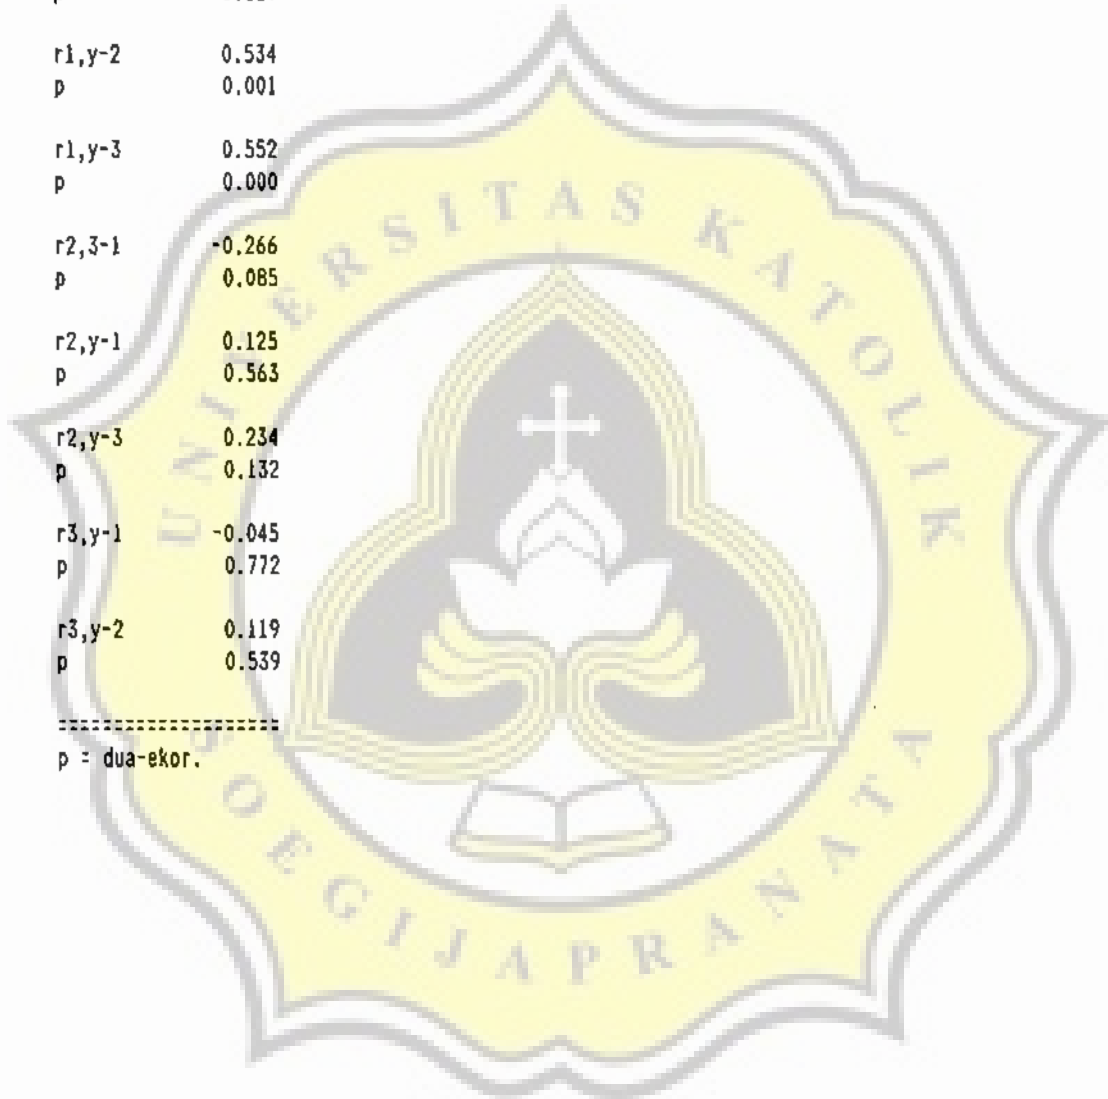 r1,y-2 0.534
p 0.001
r1,y-3 0.552
p 0.000
r2,3-1 -0.266
p 0.085
r2,y-1 0.125
p 0.563
r2,y-3 0.234
p 0.132
r3,y-1 -0.045
p 0.772
r3,y-2 0.119
p 0.539
====================
p = dua-ekor.
UNIVERSITAS KATOLIK
SOEGIJAPRANATA